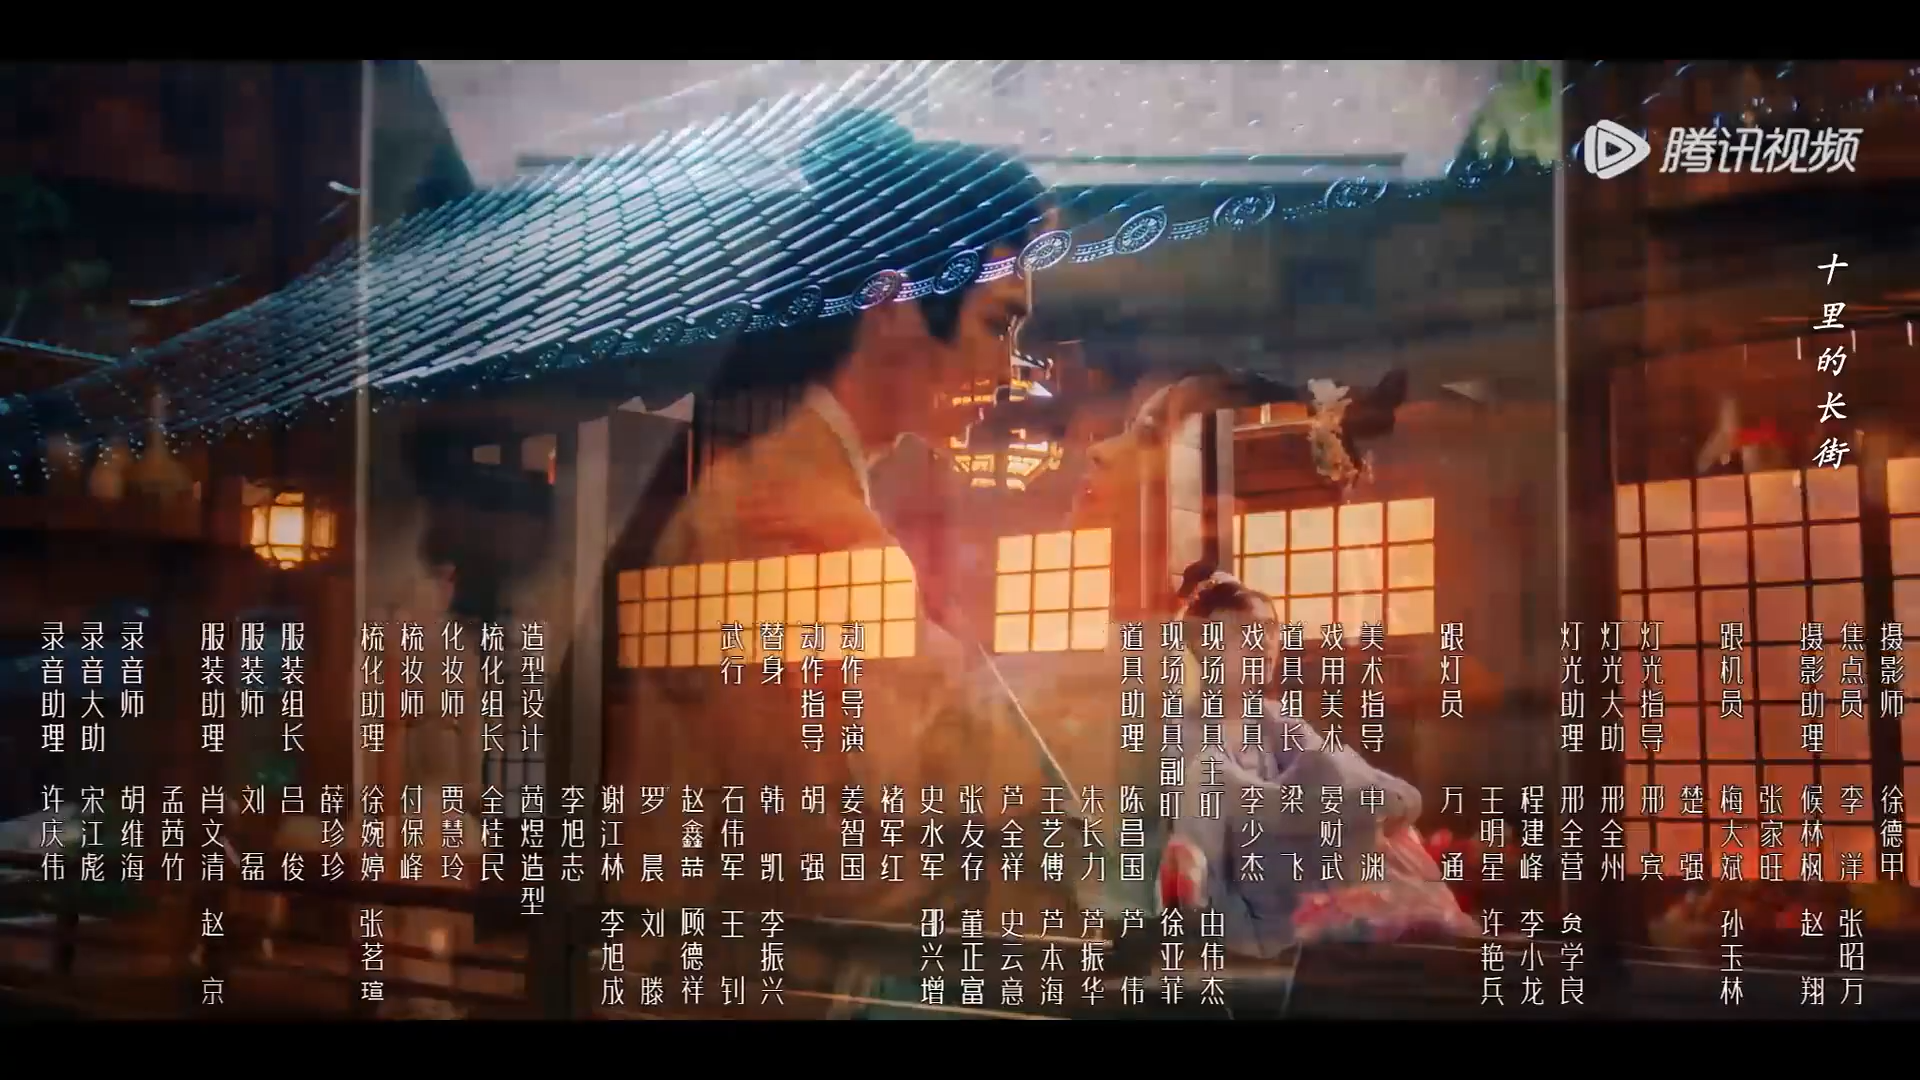 腾讯视频
十里的长街
摄影师 徐德甲
焦点员 李洋 张昭万
摄影助理 候林枫 赵翔
张家旺
跟机员 梅大斌 孙玉林
楚强
灯光指导 邢宾
灯光大助 邢全州
灯光助理 邢全营 贠学良
程建峰 李小龙
王明星 许艳兵
跟灯员 万通
美术指导 申渊
戏用美术 晏财武
道具组长 梁飞
戏用道具 李少杰
现场道具主盯 由伟杰
现场道具副盯 徐亚菲
道具助理 陈昌国 芦伟
朱长力 芦振华
王艺傅 芦本海
芦全祥 史云意
张友存 董正富
史水军 邵兴增
褚军红
动作导演 姜智国
动作指导 胡强
替身 韩凯 李振兴
武行 石伟军 王钊
赵鑫喆 顾德祥
罗晨 刘滕
谢江林 李旭成
李旭志
造型设计 茜煜造型
梳化组长 全桂民
化妆师 贾慧玲
梳妆师 付保峰
梳化助理 徐婉婷 张茗瑄
薛珍珍
服装组长 吕俊
服装师 刘磊
服装助理 肖文清 赵京
孟茜竹
录音师 胡维海
录音大助 宋江彪
录音助理 许庆伟